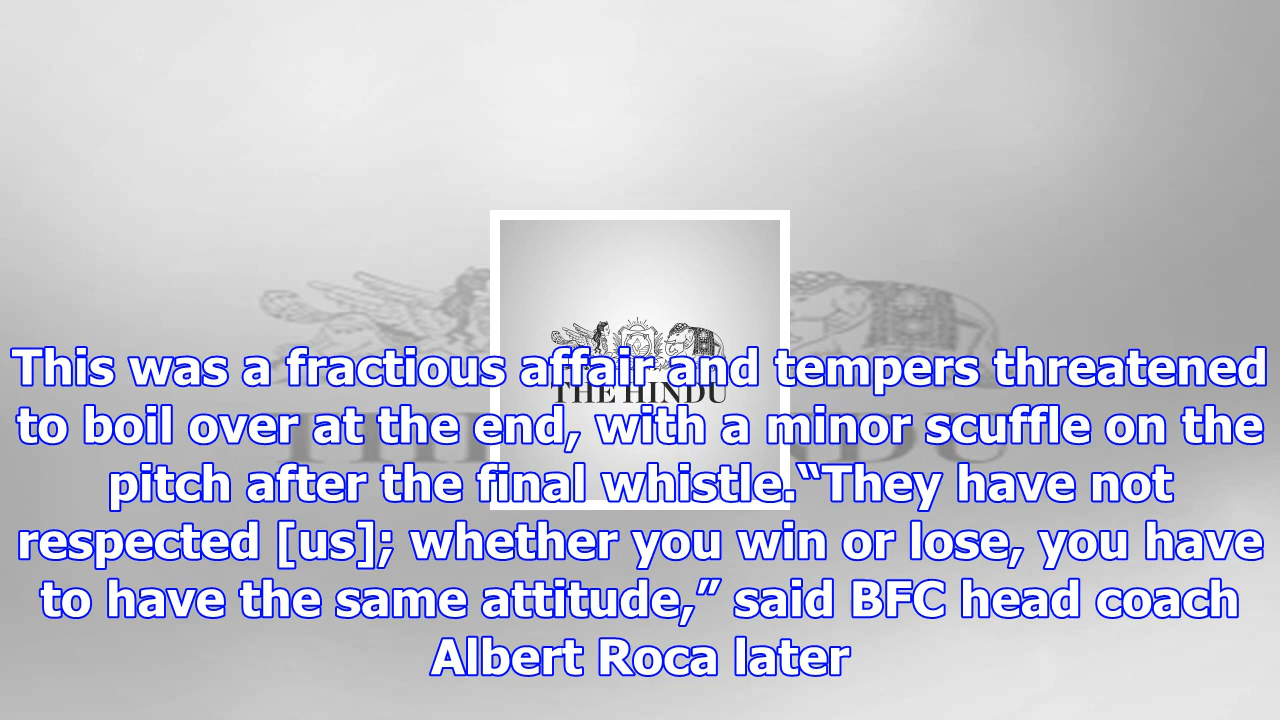 THE HINDU
This was a fractious affair and tempers threatened
to boil over at the end, with a minor scuffle on the
pitch after the final whistle.“They have not
respected [us]; whether you win or lose, you have
to have the same attitude,” said BFC head coach
Albert Roca later